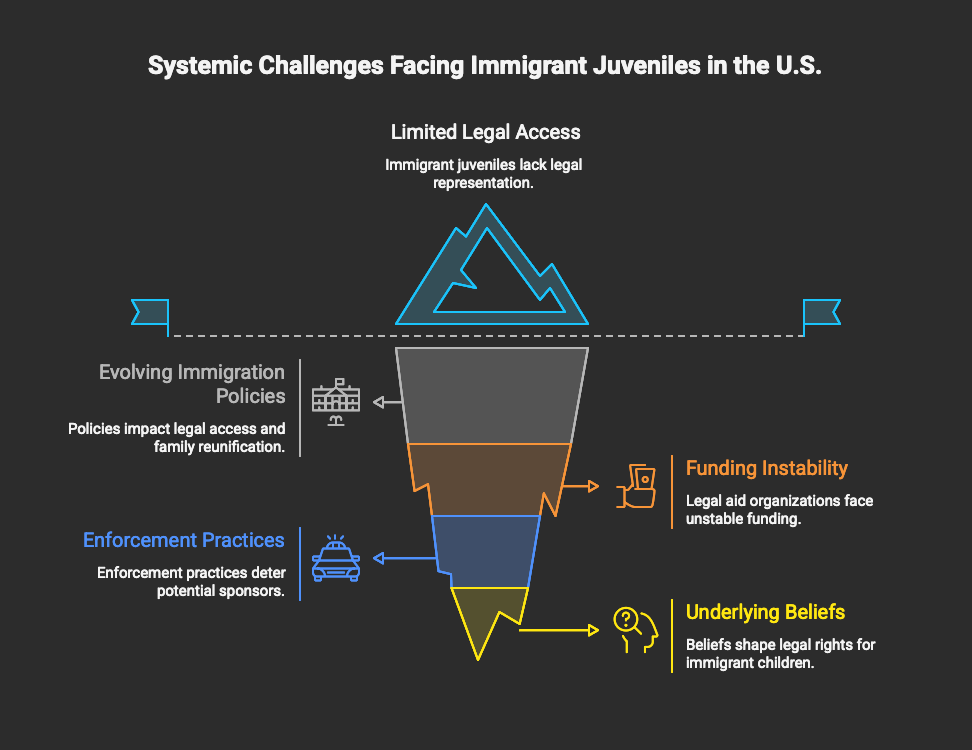 Systemic Challenges Facing Immigrant Juveniles in the U.S.
Limited Legal Access
Immigrant juveniles lack legal
representation.
Evolving Immigration
Policies
Policies impact legal access and
family reunification.
Funding Instability
Legal aid organizations face
unstable funding.
Enforcement Practices
Enforcement practices deter
potential sponsors.
Underlying Beliefs
Beliefs shape legal rights for
immigrant children.